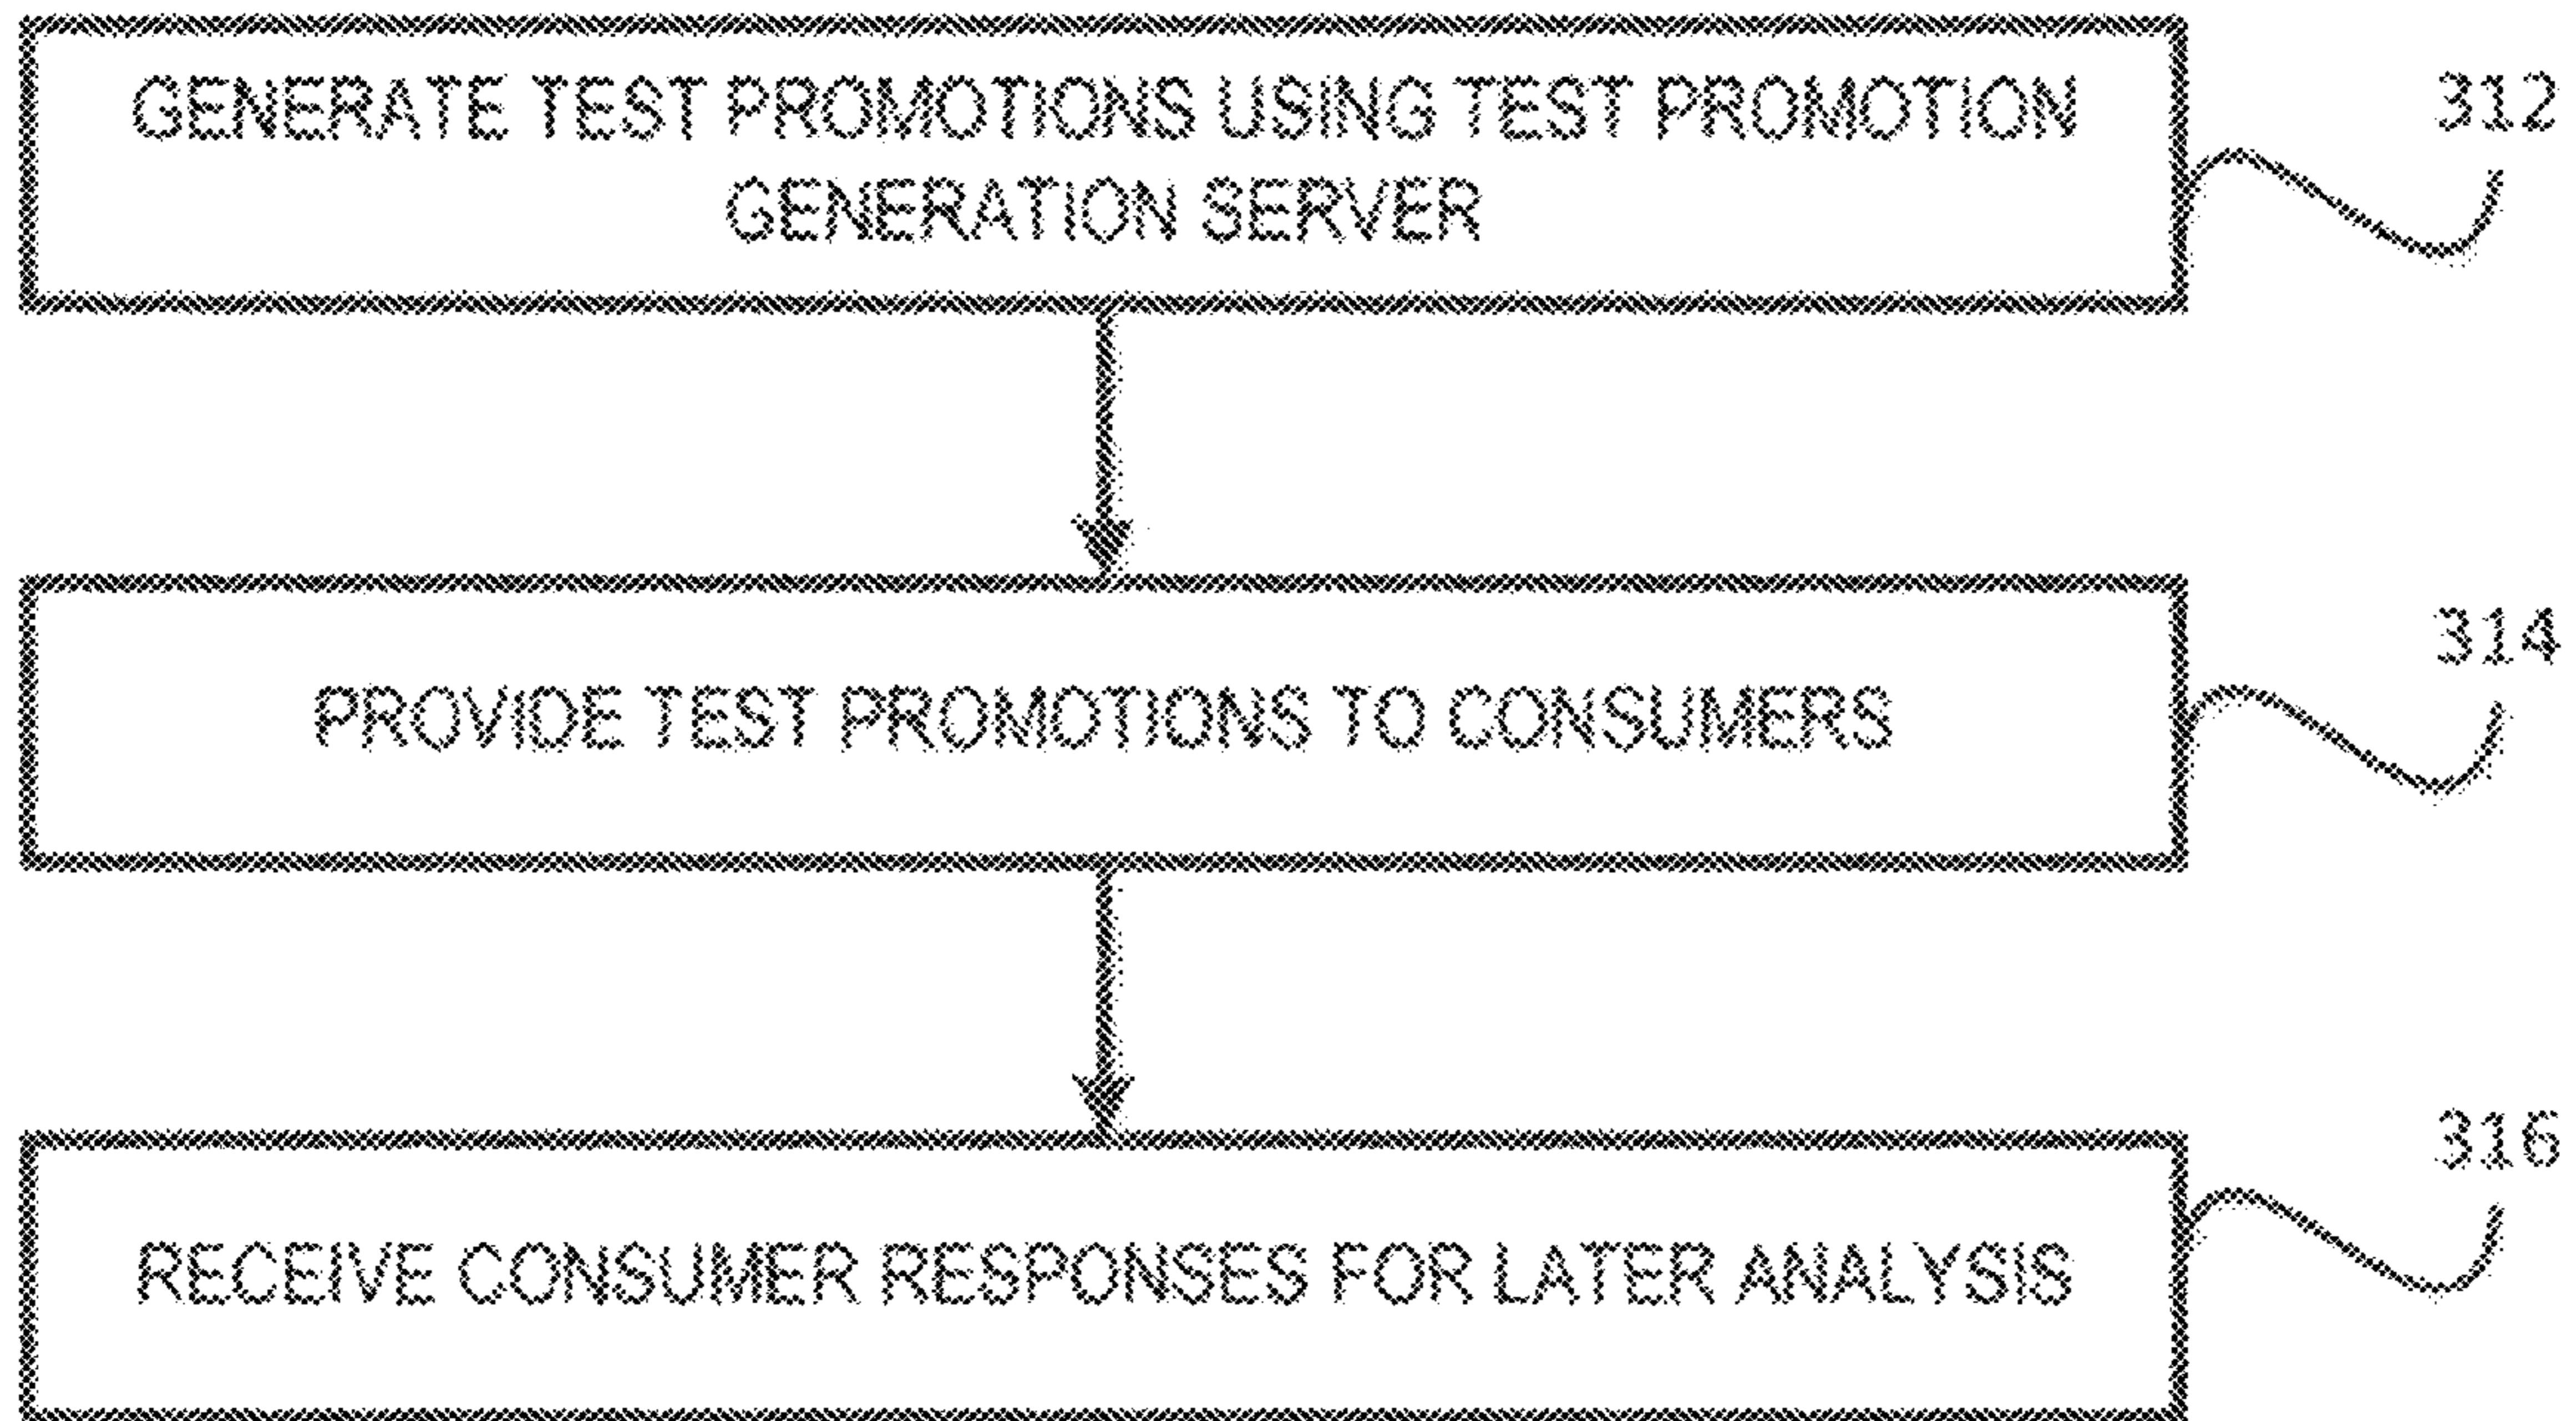 GENERATE TEST PROMOTIONS USING TEST PROMOTION
GENERATION SERVER
312
PROVIDE TEST PROMOTIONS TO CONSUMERS
314
RECEIVE CONSUMER RESPONSES FOR LATER ANALYSIS
316